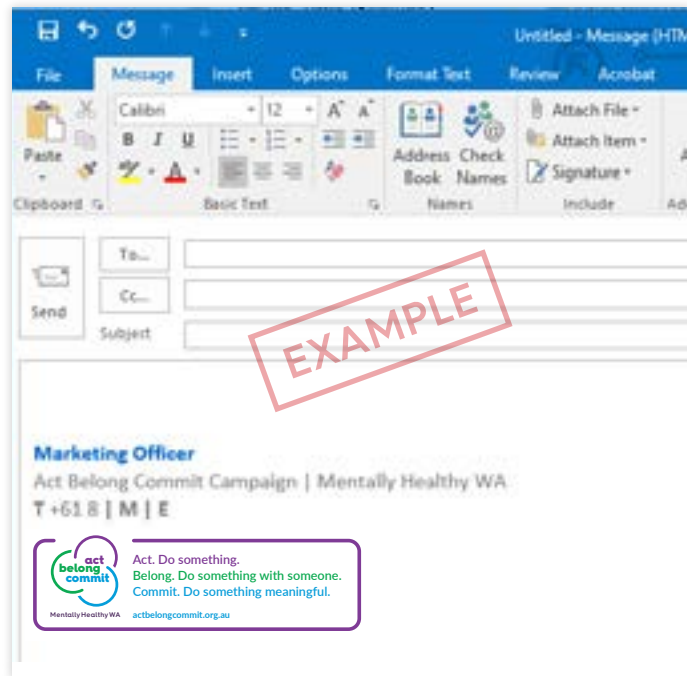 Untitled - Message (HTM
File Message Insert Options Format Text Review Acrobat
Calibri 12 A A
B I U A
Paste
Address Book
Check Names
Attach File
Attach Item
Signature
Clipboard Basic Text Names Include Ad
To...
Cc...
Send
Subject
EXAMPLE
Marketing Officer
Act Belong Commit Campaign | Mentally Healthy WA
T +61 8 | M | E
act
belong
commit
Mentally Healthy WA
Act. Do something.
Belong. Do something with someone.
Commit. Do something meaningful.
actbelongcommit.org.au